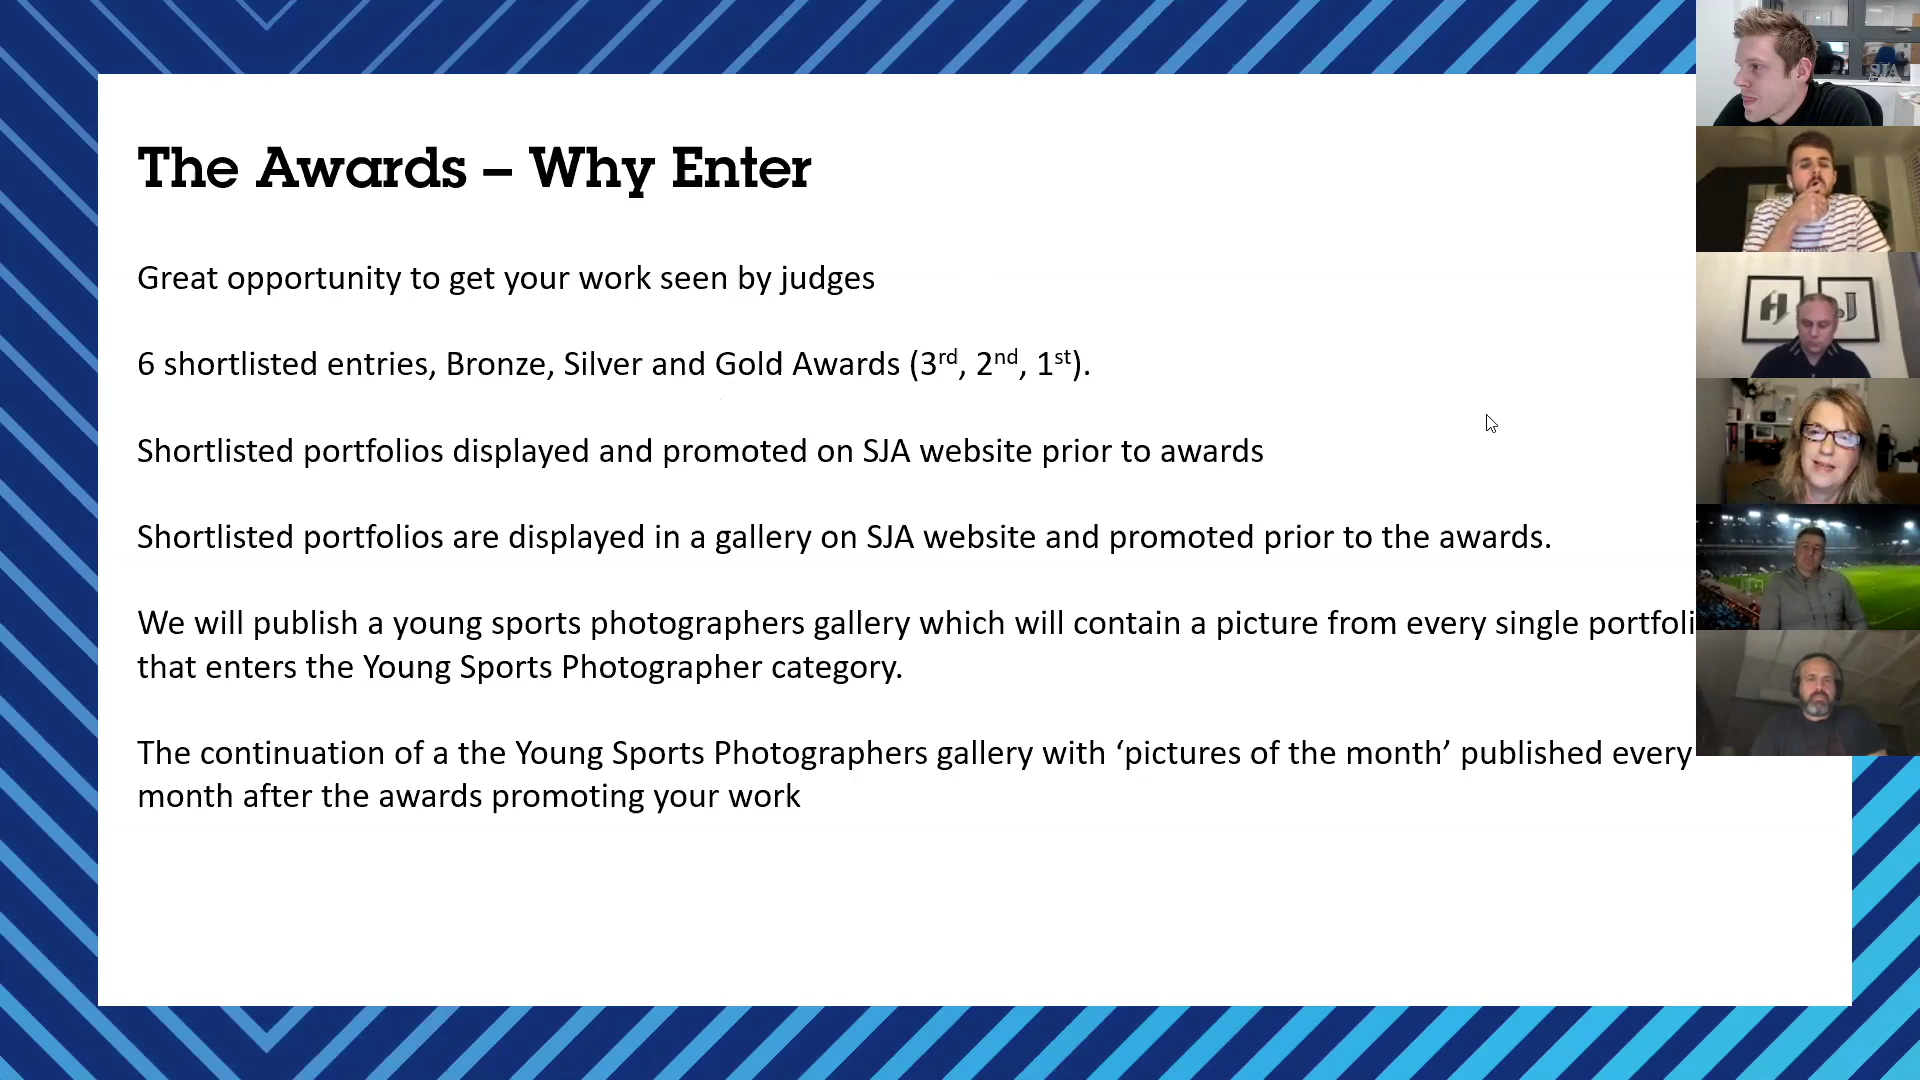 The Awards – Why Enter
Great opportunity to get your work seen by judges
6 shortlisted entries, Bronze, Silver and Gold Awards (3rd, 2nd, 1st).
Shortlisted portfolios displayed and promoted on SJA website prior to awards
Shortlisted portfolios are displayed in a gallery on SJA website and promoted prior to the awards.
We will publish a young sports photographers gallery which will contain a picture from every single portfoli
that enters the Young Sports Photographer category.
The continuation of a the Young Sports Photographers gallery with ‘pictures of the month’ published every
month after the awards promoting your work
SJA
H
J